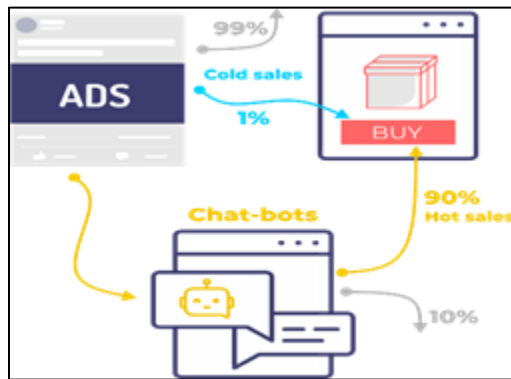 99%
Cold sales
ADS
1%
BUY
90%
Hot sales
Chat-bots
10%